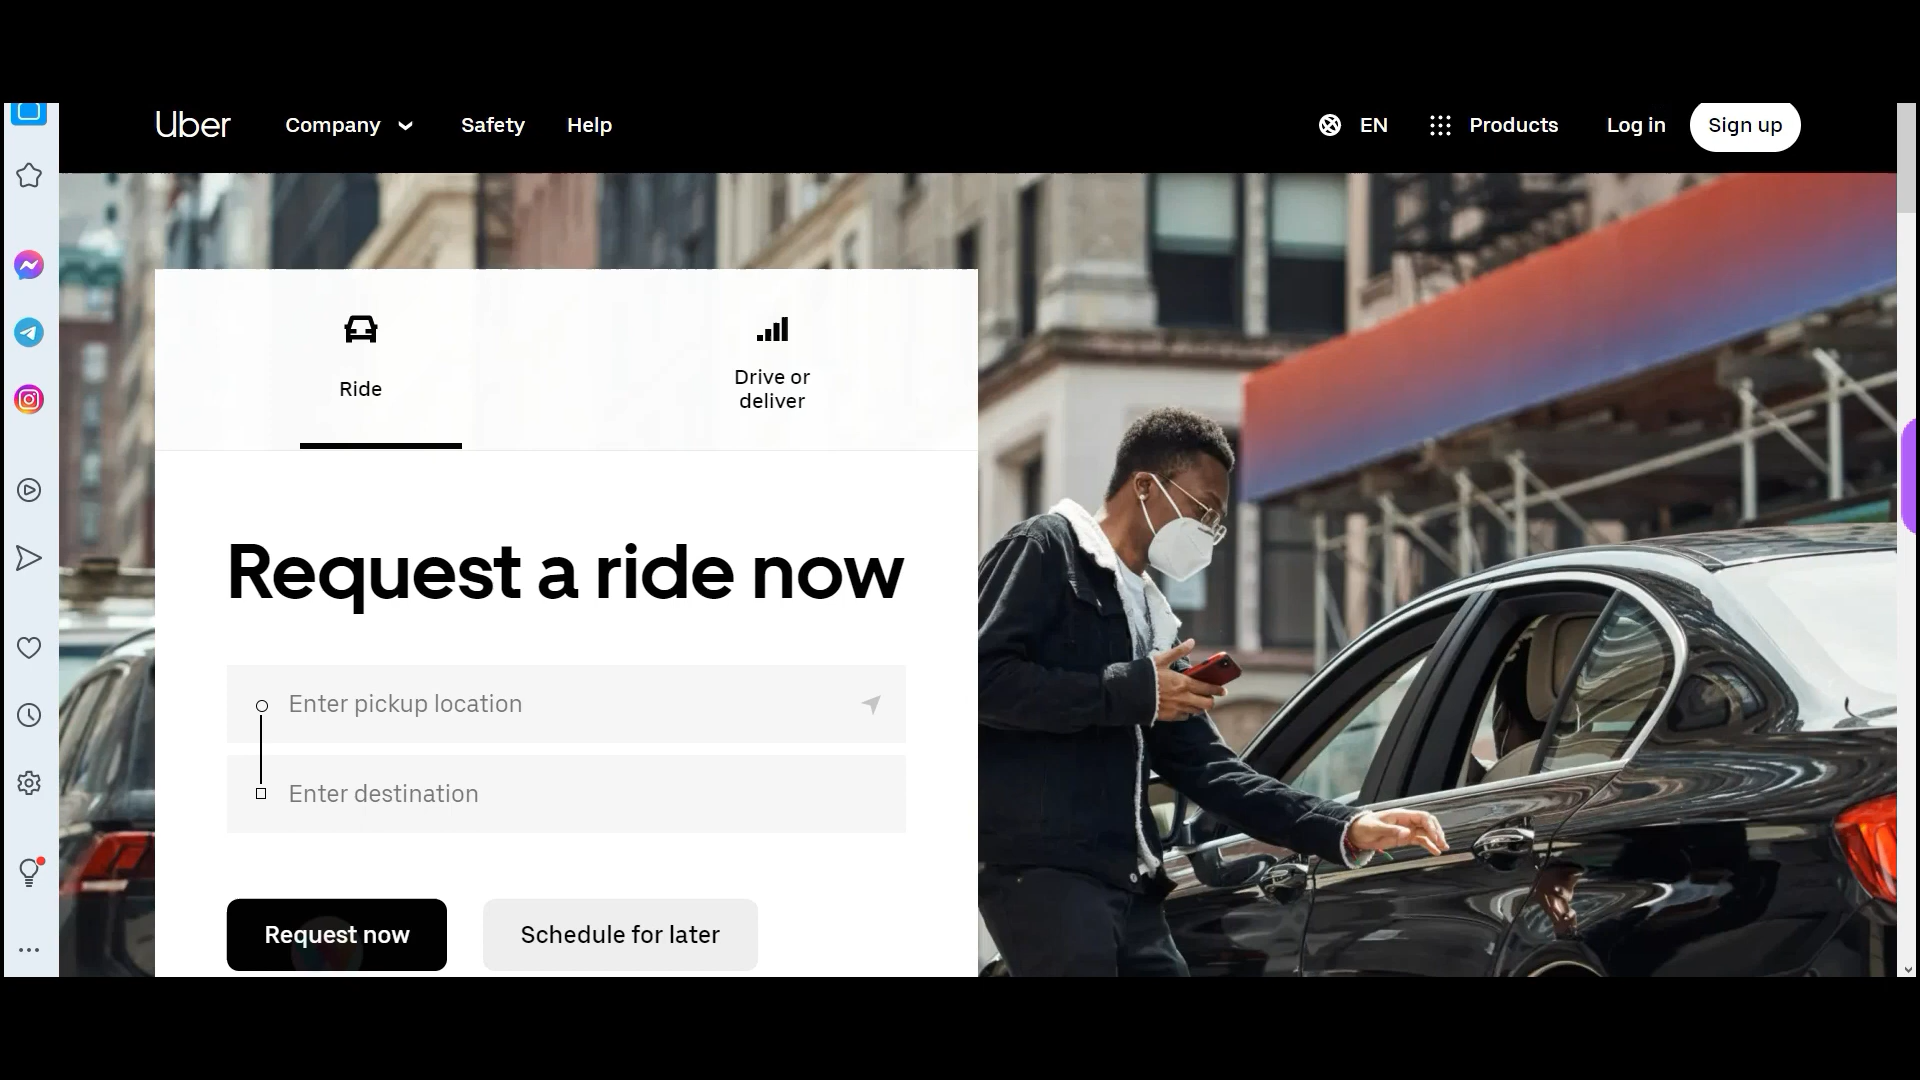 Uber
Company
Safety
Help
EN
Products
Log in
Sign up
Ride
Drive or
deliver
Request a ride now
Enter pickup location
Enter destination
Request now
Schedule for later